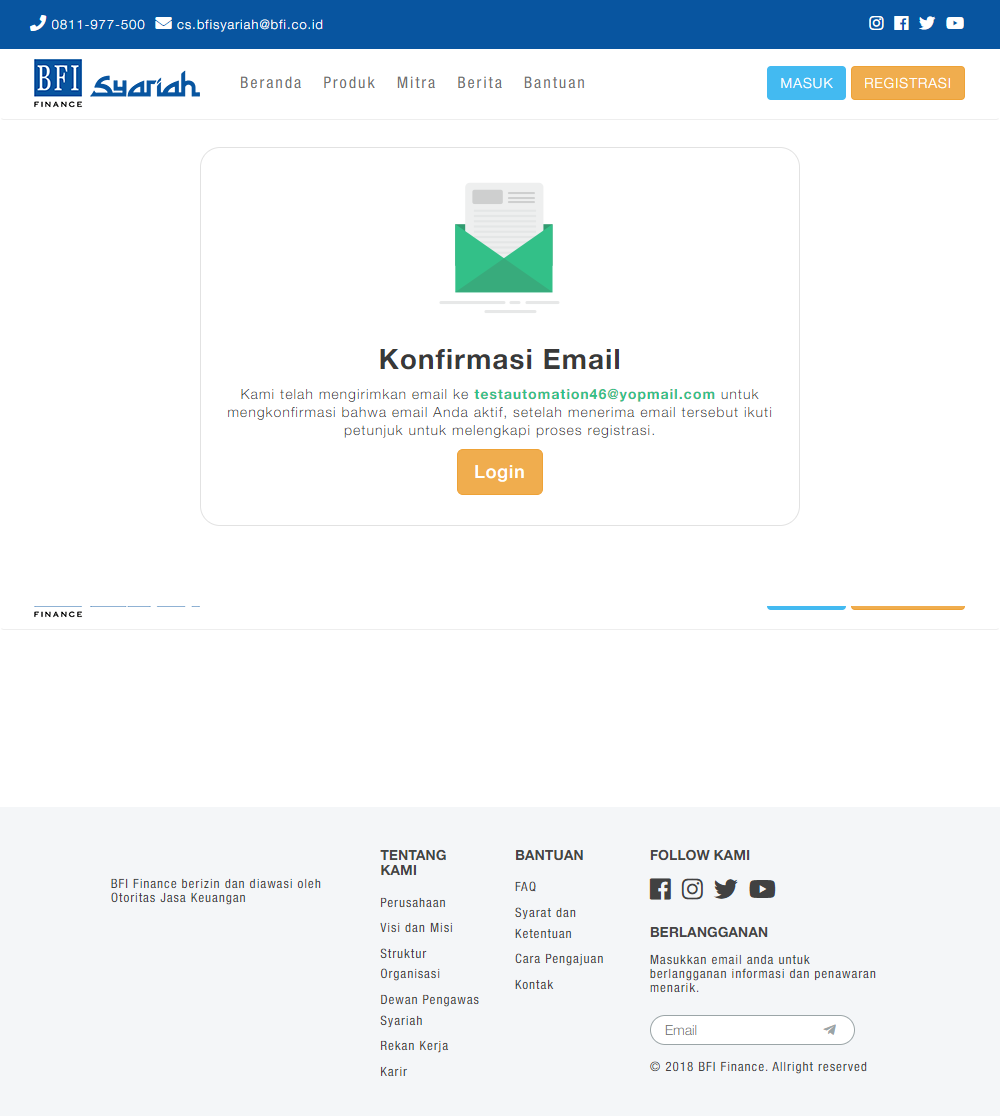 0811-977-500 cs.bfisyariah@bfi.co.id
BFI Syariah
FINANCE
Beranda Produk Mitra Berita Bantuan
MASUK REGISTRASI
Konfirmasi Email
Kami telah mengirimkan email ke testautomation46@yopmail.com untuk
mengkonfirmasi bahwa email Anda aktif, setelah menerima email tersebut ikuti
petunjuk untuk melengkapi proses registrasi.
Login
FINANCE
BFI Finance berizin dan diawasi oleh
Otoritas Jasa Keuangan
TENTANG
KAMI
Perusahaan
Visi dan Misi
Struktur
Organisasi
Dewan Pengawas
Syariah
Rekan Kerja
Karir
BANTUAN
FAQ
Syarat dan
Ketentuan
Cara Pengajuan
Kontak
FOLLOW KAMI
BERLANGGANAN
Masukkan email anda untuk
berlangganan informasi dan penawaran
menarik.
Email
© 2018 BFI Finance. Allright reserved